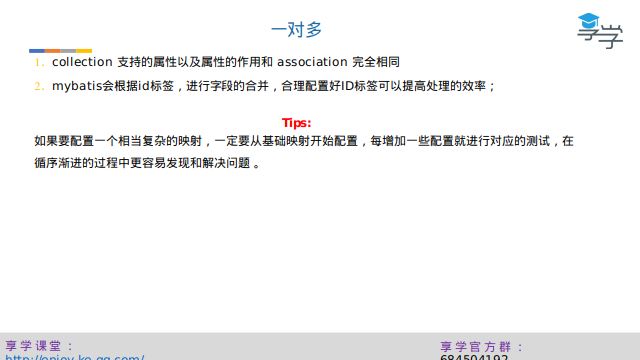 一对多
享学
1. collection 支持的属性以及属性的作用和 association 完全相同
2. mybatis会根据id标签，进行字段的合并，合理配置好ID标签可以提高处理的效率；
Tips:
如果要配置一个相当复杂的映射，一定要从基础映射开始配置，每增加一些配置就进行对应的测试，在
循序渐进的过程中更容易发现和解决问题 。
享学课堂：
http://enjoy.ke.qq.com/
享学官方群：
684504192